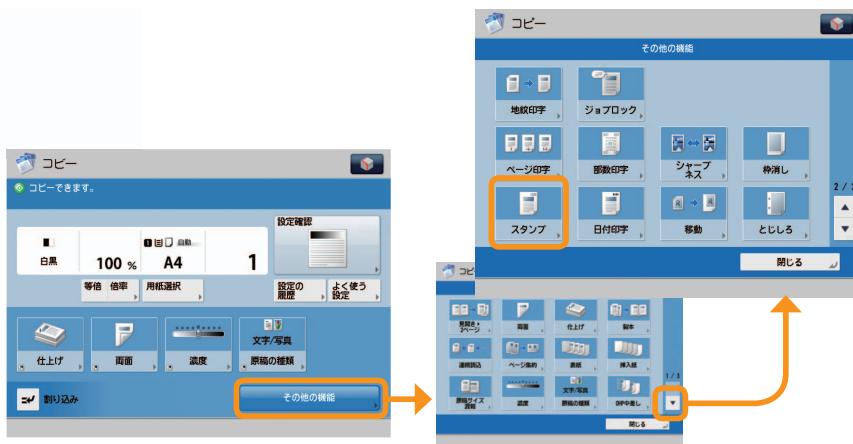 コピー
コピーできます。
白黒
100 %
自動
A4
1
設定確認
等倍
倍率
用紙選択
設定の
履歴
よく使う
設定
仕上げ
両面
濃度
文字/写真
原稿の種類
割り込み
その他の機能
コピ
見開き▸
2ページ
両面
仕上げ
製本
連続読込
ページ集約
表紙
挿入紙
原稿サイズ
混載
濃度
文字/写真
原稿の種類
OHP中差し
1 / 3
閉じる
コピー
その他の機能
地紋印字
ジョブロック
ページ印字
部数印字
シャープ
ネス
枠消し
スタンプ
日付印字
移動
とじしろ
2 /
閉じる